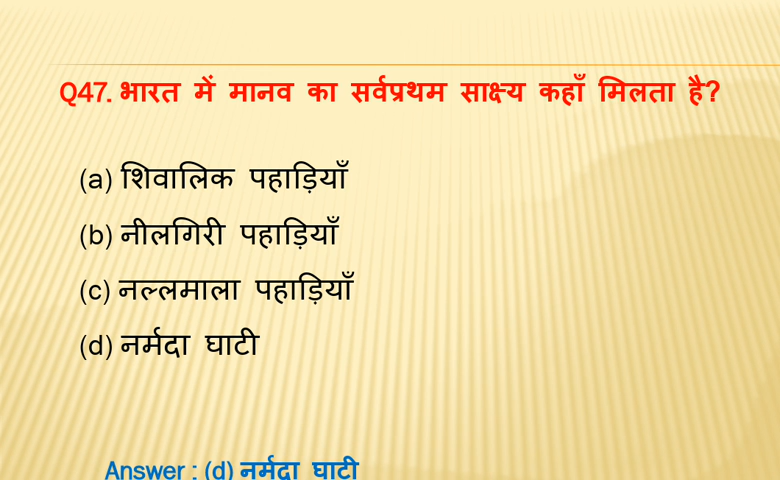 Q47. भारत में मानव का सर्वप्रथम साक्ष्य कहाँ मिलता है?
(a) शिवालिक पहाड़ियाँ
(b) नीलगिरी पहाड़ियाँ
(c) नल्लमाला पहाड़ियाँ
(d) नर्मदा घाटी
Answer : (d) नर्मदा घाटी